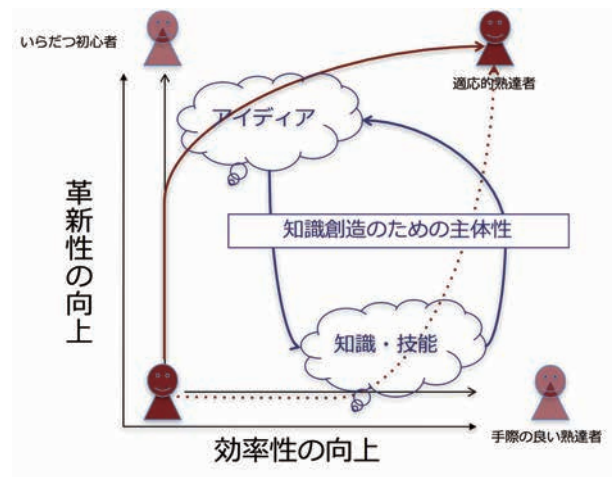 いらだつ初心者
適応的熟達者
アイディア
革新性の向上
知識創造のための主体性
知識・技能
手際の良い熟達者
効率性の向上